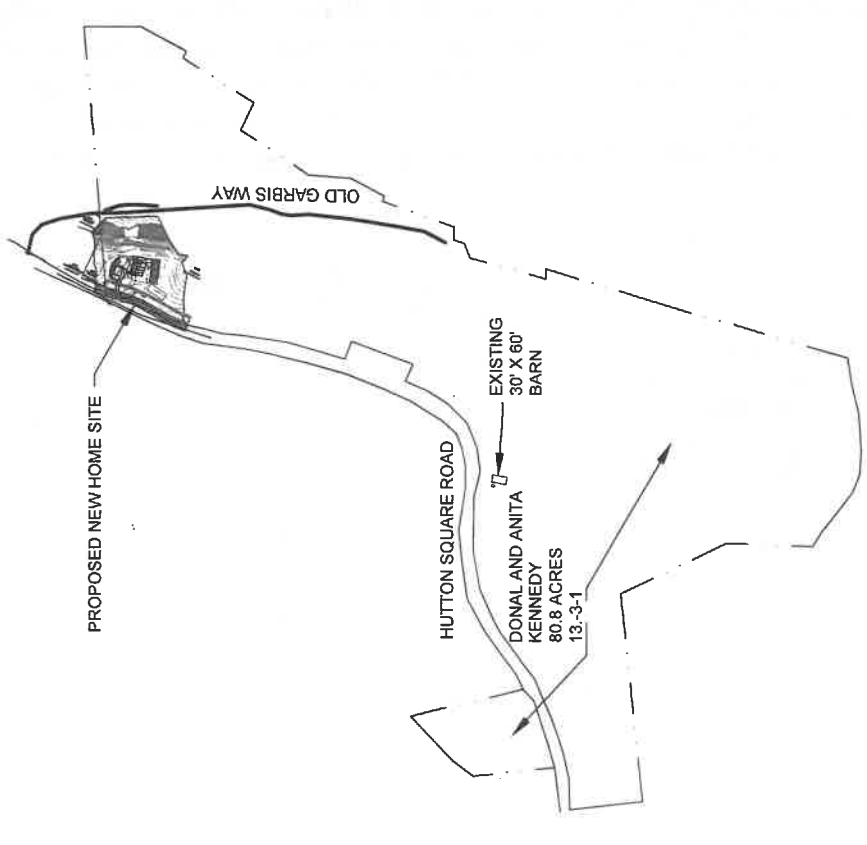 PROPOSED NEW HOME SITE
OLD GARBIS WAY
HUTTON SQUARE ROAD
EXISTING
30' X 60'
BARN
DONAL AND ANITA
KENNEDY
80.8 ACRES
13.-3-1